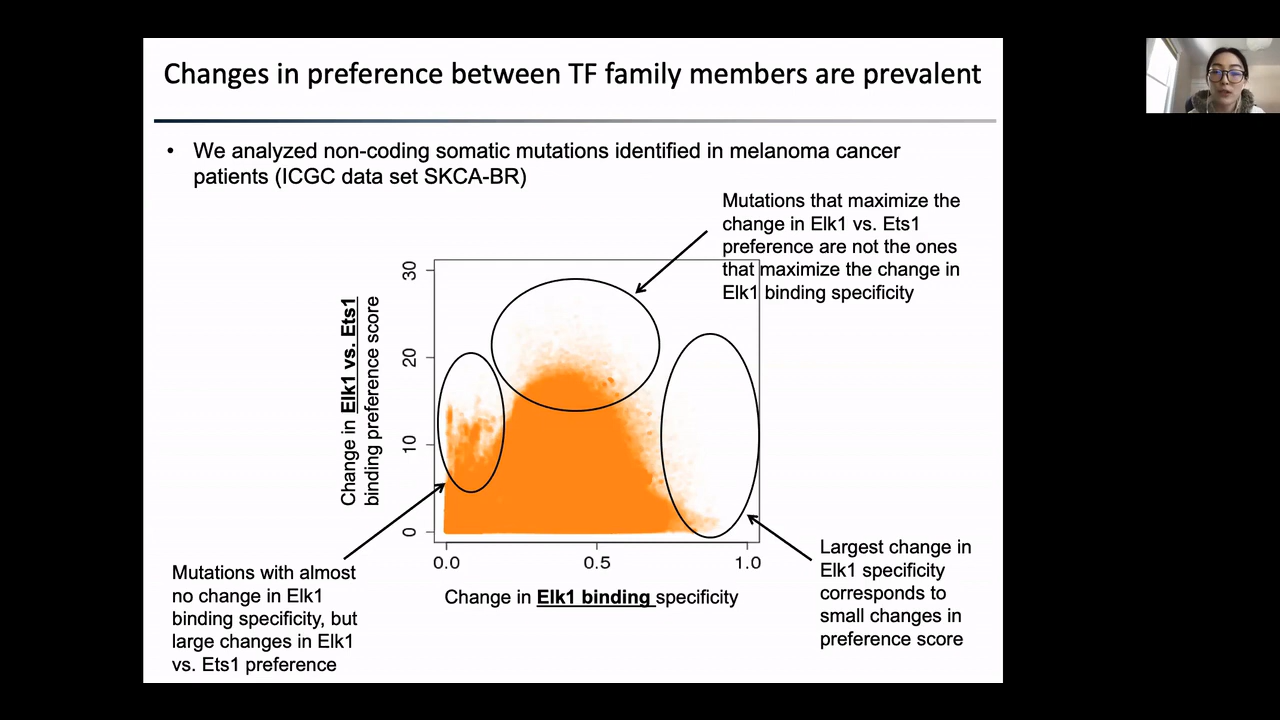 Changes in preference between TF family members are prevalent
• We analyzed non-coding somatic mutations identified in melanoma cancer
patients (ICGC data set SKCA-BR)
Mutations that maximize the
change in Elk1 vs. Ets1
preference are not the ones
that maximize the change in
Elk1 binding specificity
Change in Elk1 vs. Ets1
binding preference score
30
20
10
0
0.0 0.5 1.0
Change in Elk1 binding specificity
Mutations with almost
no change in Elk1
binding specificity, but
large changes in Elk1
vs. Ets1 preference
Largest change in
Elk1 specificity
corresponds to
small changes in
preference score